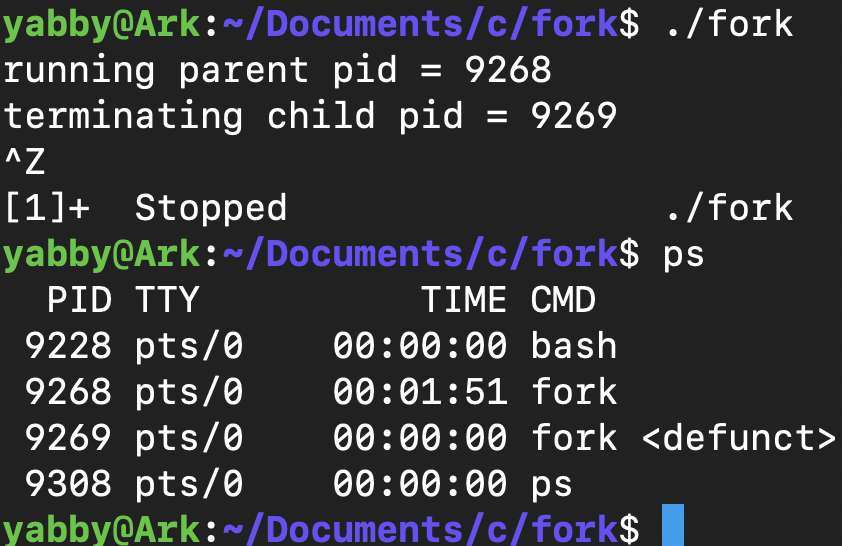 yabby@Ark:~/Documents/c/fork$ ./fork
running parent pid = 9268
terminating child pid = 9269
^Z
[1]+  Stopped                 ./fork
yabby@Ark:~/Documents/c/fork$ ps
  PID TTY          TIME CMD
 9228 pts/0    00:00:00 bash
 9268 pts/0    00:01:51 fork
 9269 pts/0    00:00:00 fork <defunct>
 9308 pts/0    00:00:00 ps
yabby@Ark:~/Documents/c/fork$